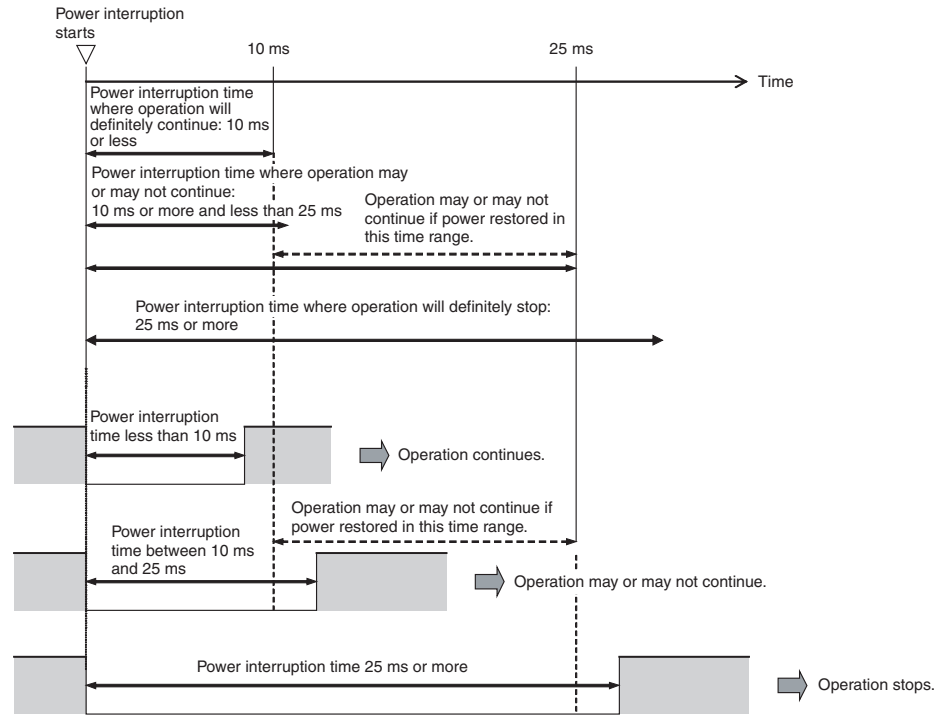 Power interruption
starts
10 ms
25 ms
Time
Power interruption time
where operation will
definitely continue: 10 ms
or less
Power interruption time where operation may
or may not continue:
10 ms or more and less than 25 ms
Operation may or may not
continue if power restored in
this time range.
Power interruption time where operation will definitely stop:
25 ms or more
Power interruption
time less than 10 ms
Operation continues.
Operation may or may not continue if
power restored in this time range.
Power interruption
time between 10 ms
and 25 ms
Operation may or may not continue.
Power interruption time 25 ms or more
Operation stops.